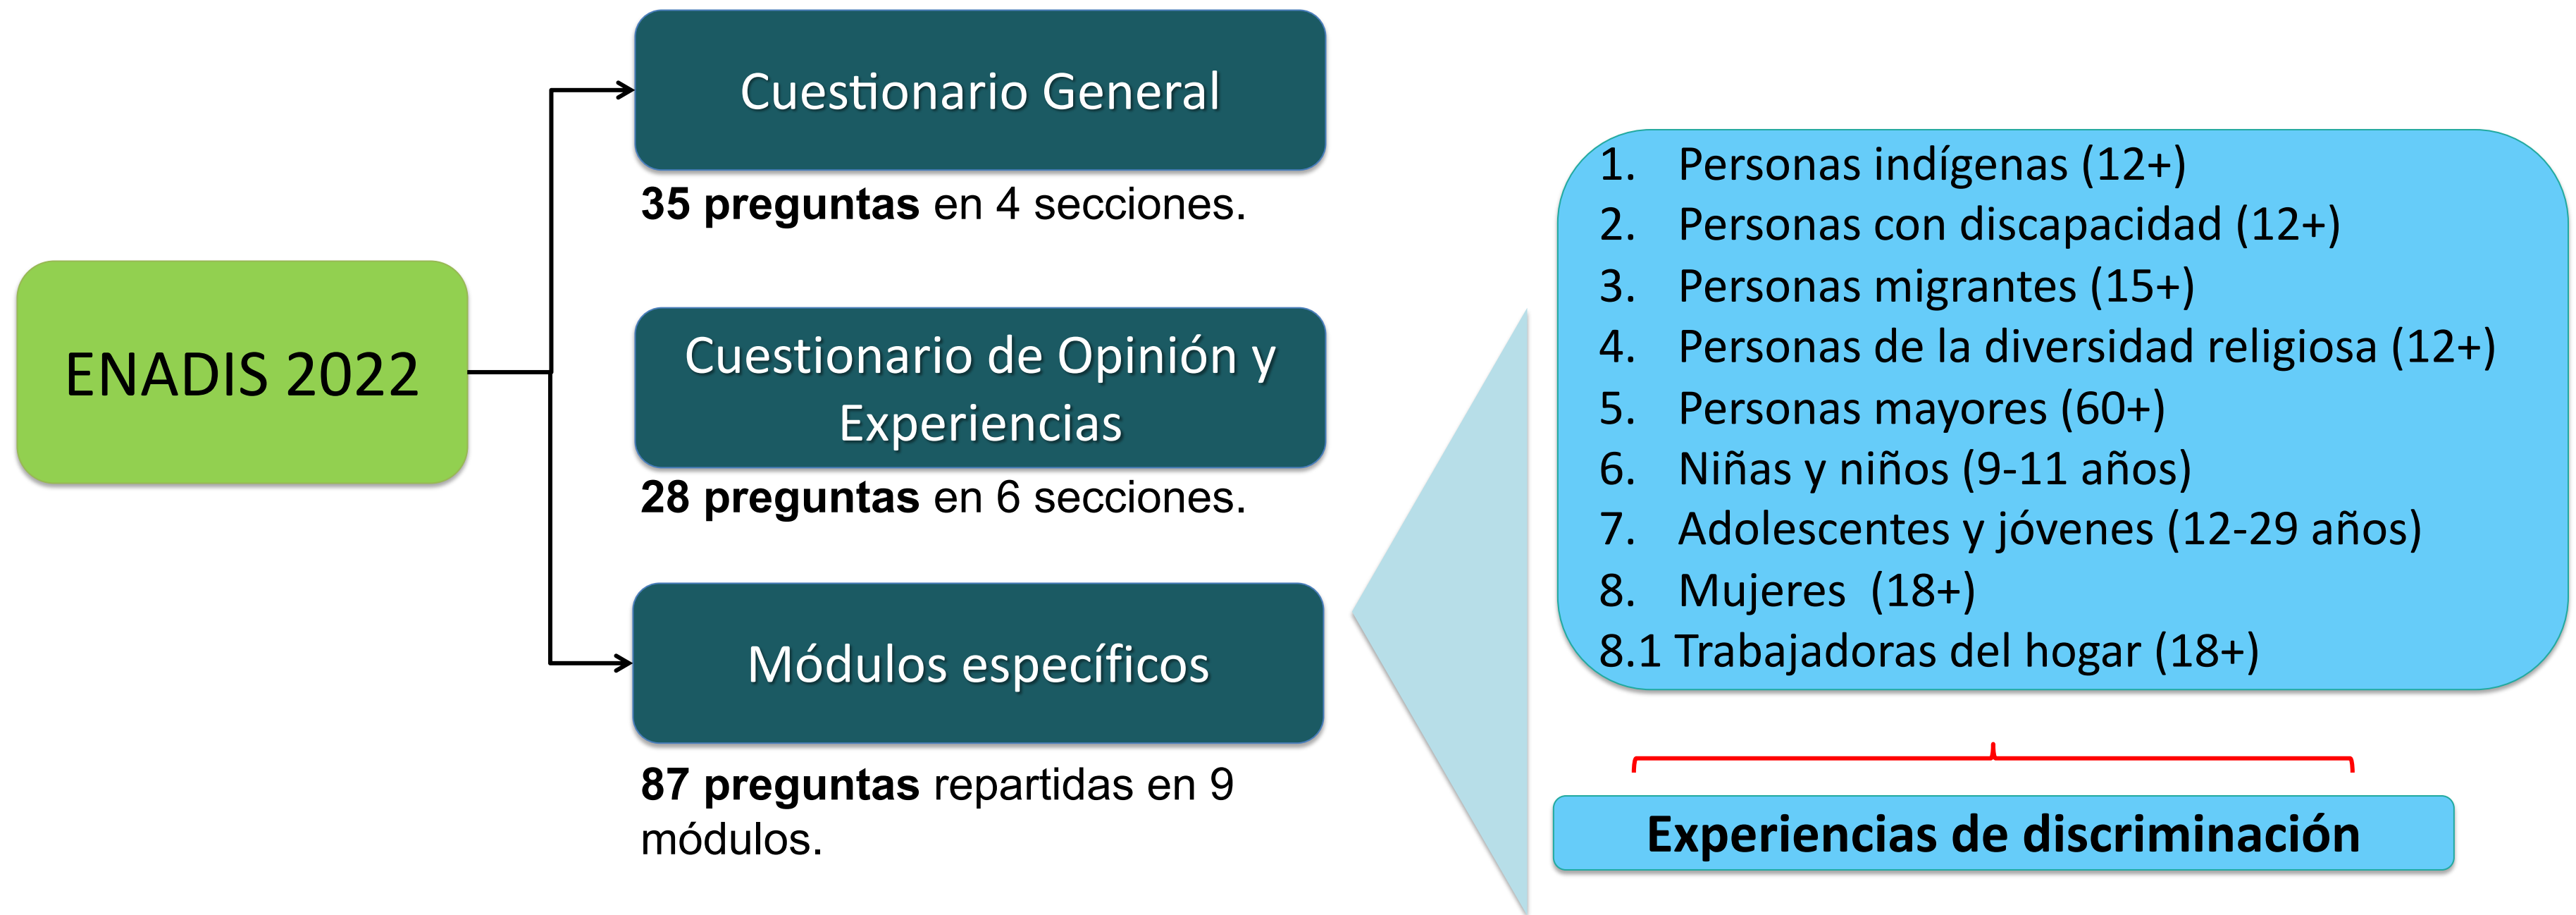 ENADIS 2022
Cuestionario General
35 preguntas en 4 secciones.
Cuestionario de Opinión y
Experiencias
28 preguntas en 6 secciones.
Módulos específicos
87 preguntas repartidas en 9
módulos.
1. Personas indígenas (12+)
2. Personas con discapacidad (12+)
3. Personas migrantes (15+)
4. Personas de la diversidad religiosa (12+)
5. Personas mayores (60+)
6. Niñas y niños (9-11 años)
7. Adolescentes y jóvenes (12-29 años)
8. Mujeres (18+)
8.1 Trabajadoras del hogar (18+)
Experiencias de discriminación